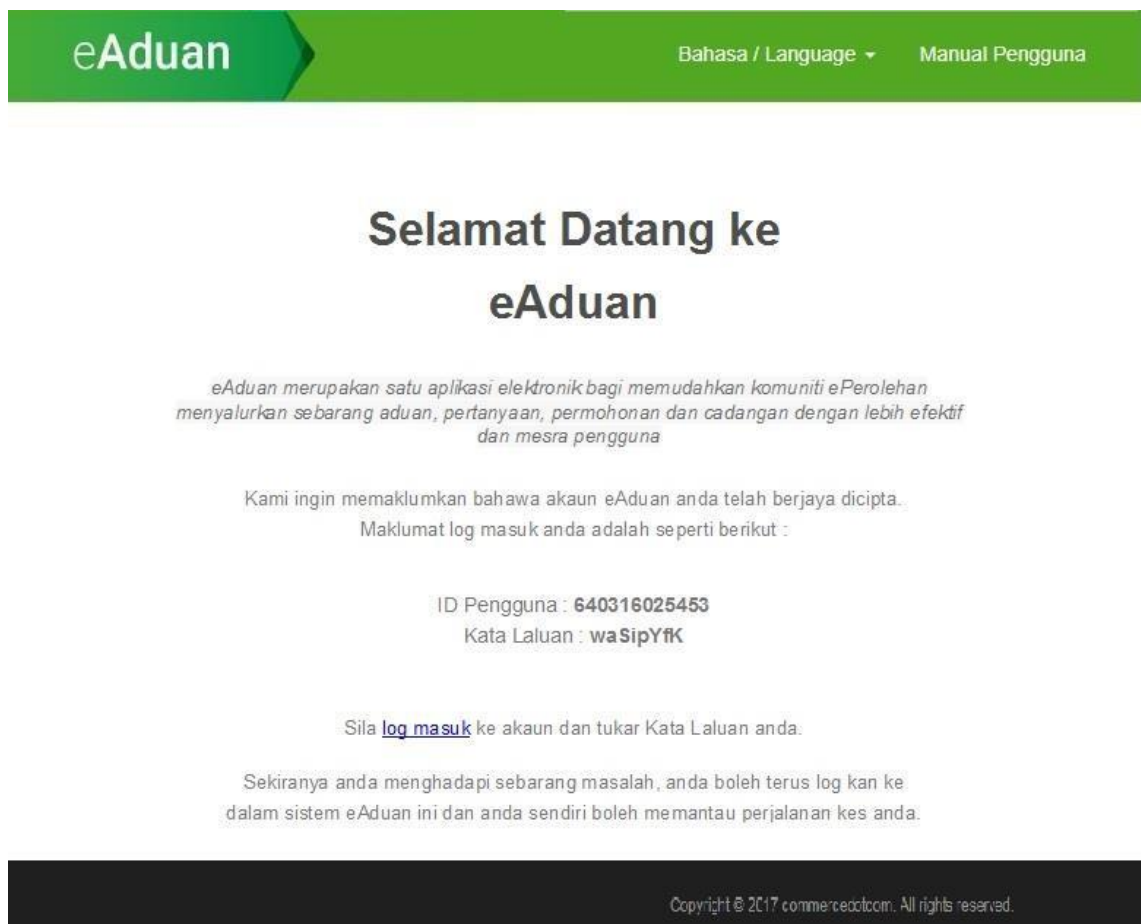 eAduan
Bahasa / Language
Manual Pengguna
Selamat Datang ke
eAduan
eAduan merupakan satu aplikasi elektronik bagi memudahkan komuniti ePerolehan
menyalurkan sebarang aduan, pertanyaan, permohonan dan cadangan dengan lebih efektif
dan mesra pengguna
Kami ingin memaklumkan bahawa akaun eAduan anda telah berjaya dicipta.
Maklumat log masuk anda adalah seperti berikut :
ID Pengguna : 640316025453
Kata Laluan : waSipYfK
Sila log masuk ke akaun dan tukar Kata Laluan anda.
Sekiranya anda menghadapi sebarang masalah, anda boleh terus log kan ke
dalam sistem eAduan ini dan anda sendiri boleh memantau perjalanan kes anda.
Copyright © 2017 commercedotcom. All rights reserved.